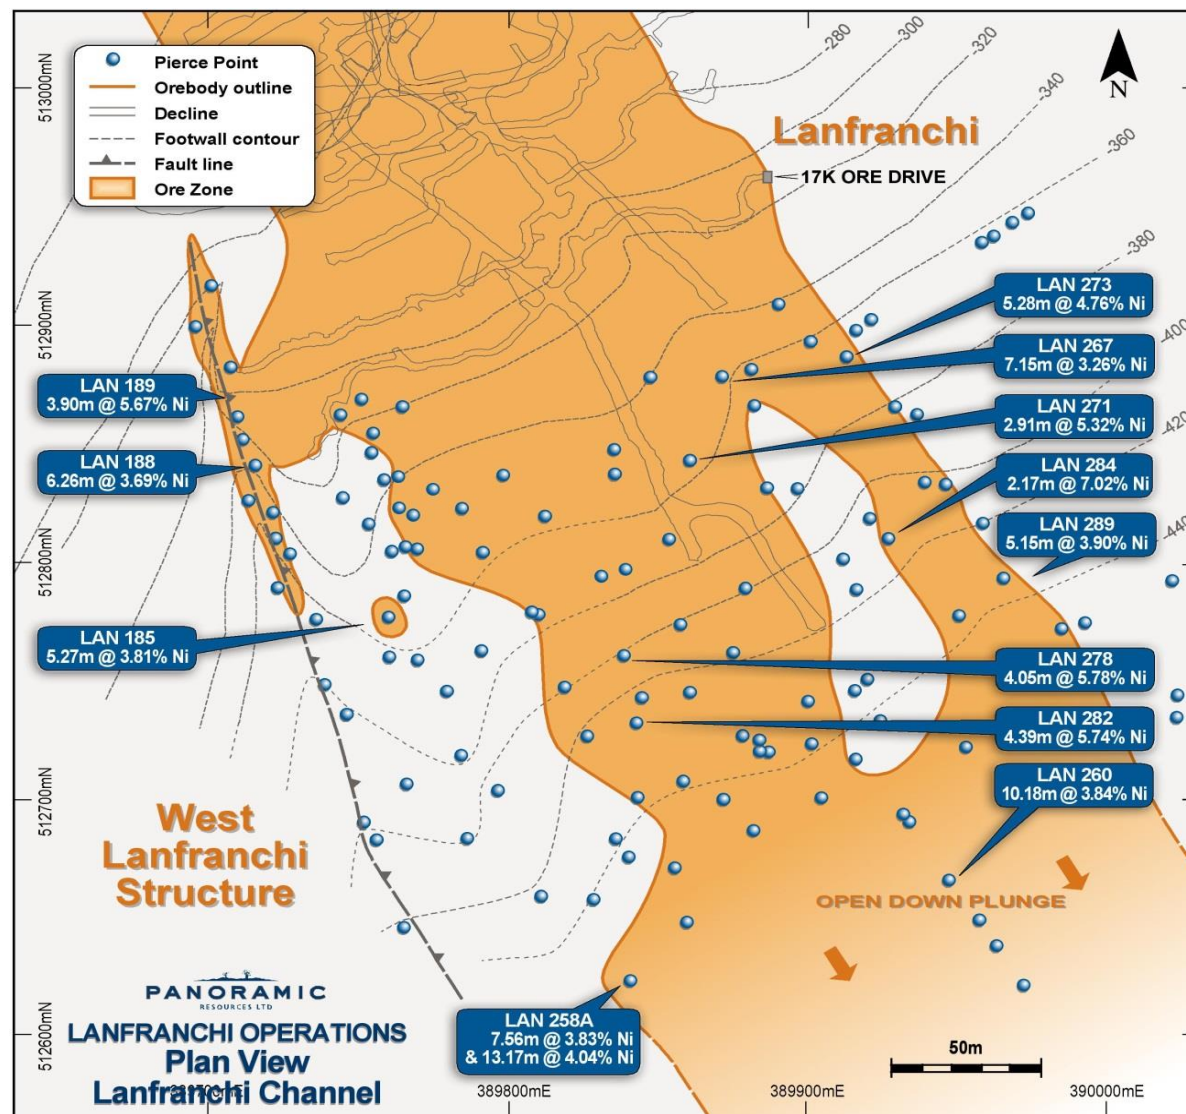 Pierce Point
Orebody outline
Decline
Footwall contour
Fault line
Ore Zone
513000mN
512900mN
512800mN
512700mN
512600mN
-280
-300
-320
-340
-360
-380
-400
-420
-440
N
Lanfranchi
17K ORE DRIVE
LAN 273
5.28m @ 4.76% Ni
LAN 267
7.15m @ 3.26% Ni
LAN 271
2.91m @ 5.32% Ni
LAN 284
2.17m @ 7.02% Ni
LAN 289
5.15m @ 3.90% Ni
LAN 189
3.90m @ 5.67% Ni
LAN 188
6.26m @ 3.69% Ni
LAN 185
5.27m @ 3.81% Ni
LAN 278
4.05m @ 5.78% Ni
LAN 282
4.39m @ 5.74% Ni
LAN 260
10.18m @ 3.84% Ni
West
Lanfranchi
Structure
OPEN DOWN PLUNGE
LAN 258A
7.56m @ 3.83% Ni
& 13.17m @ 4.04% Ni
PANORAMIC
RESOURCES LTD
LANFRANCHI OPERATIONS
Plan View
Lanfranchi Channel
50m
389700mE
389800mE
389900mE
390000mE